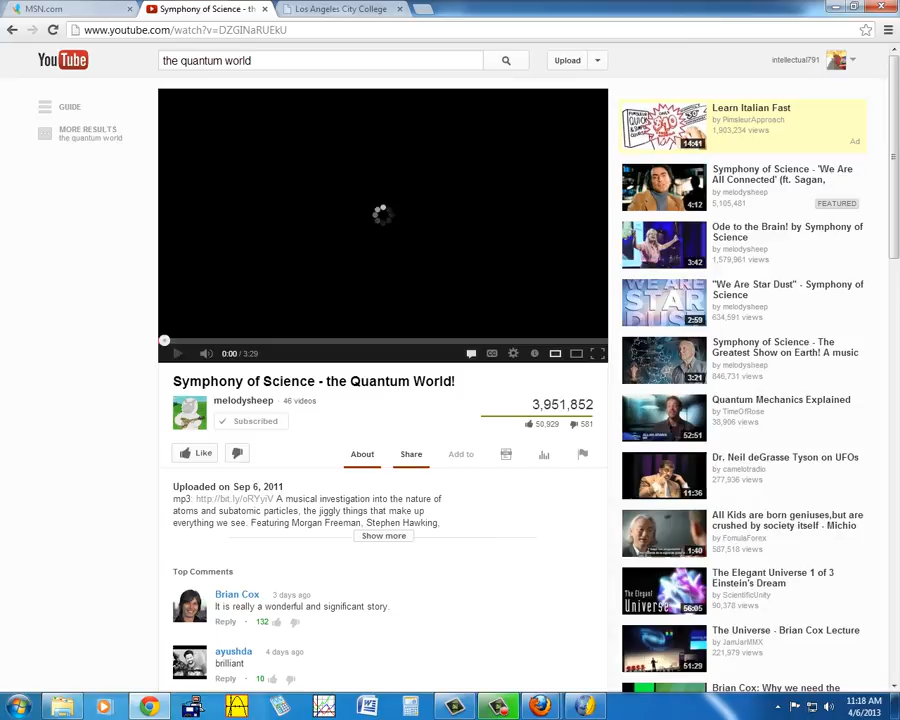 MSN.com
Symphony of Science - th
Los Angeles City College
www.youtube.com/watch?v=DZGINaRUEkU
YouTube
the quantum world
Upload
intellectual791
GUIDE
MORE RESULTS
the quantum world
0:00 / 3:29
Symphony of Science - the Quantum World!
melodysheep · 46 videos
Subscribed
3,951,852
50,929 581
Like
About
Share
Add to
Uploaded on Sep 6, 2011
mp3: http://bit.ly/oRYyiV A musical investigation into the nature of
atoms and subatomic particles, the jiggly things that make up
everything we see. Featuring Morgan Freeman, Stephen Hawking,
Show more
Top Comments
Brian Cox 3 days ago
It is really a wonderful and significant story.
Reply · 132
ayushda 4 days ago
brilliant
Reply · 10
14:41
Learn Italian Fast
by PimsleurApproach
1,903,234 views
Ad
4:12
Symphony of Science - 'We Are
All Connected' (ft. Sagan,
by melodysheep
5,105,481
FEATURED
3:42
Ode to the Brain! by Symphony of
Science
by melodysheep
1,579,961 views
WE ARE
STAR
DUST
2:59
"We Are Star Dust" - Symphony of
Science
by melodysheep
634,591 views
3:21
Symphony of Science - The
Greatest Show on Earth! A music
by melodysheep
846,731 views
52:51
Quantum Mechanics Explained
by TimeOfRose
38,906 views
11:36
Dr. Neil deGrasse Tyson on UFOs
by camelotradio
277,936 views
1:40
All Kids are born geniuses,but are
crushed by society itself - Michio
by FomulaForex
587,518 views
The Elegant
Universe
56:05
The Elegant Universe 1 of 3
Einstein's Dream
by ScientificUnity
90,378 views
51:29
The Universe - Brian Cox Lecture
by JamJarMMX
221,979 views
Brian Cox: Why we need the
11:18 AM
4/6/2013